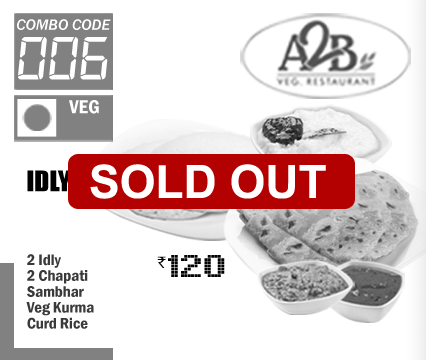 COMBO CODE
006
VEG
A2B
VEG. RESTAURANT
IDLY
SOLD OUT
₹120
2 Idly
2 Chapati
Sambhar
Veg Kurma
Curd Rice